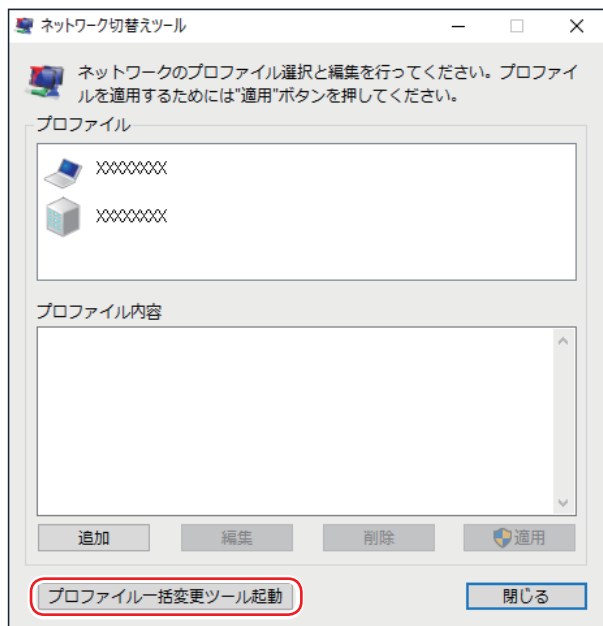 ネットワーク切替えツール
ネットワークのプロファイル選択と編集を行ってください。プロファイ
ルを適用するためには"適用"ボタンを押してください。
プロファイル
XXXXXXXX
XXXXXXXX
プロファイル内容
追加 編集 削除 適用
プロファイル一括変更ツール起動 閉じる